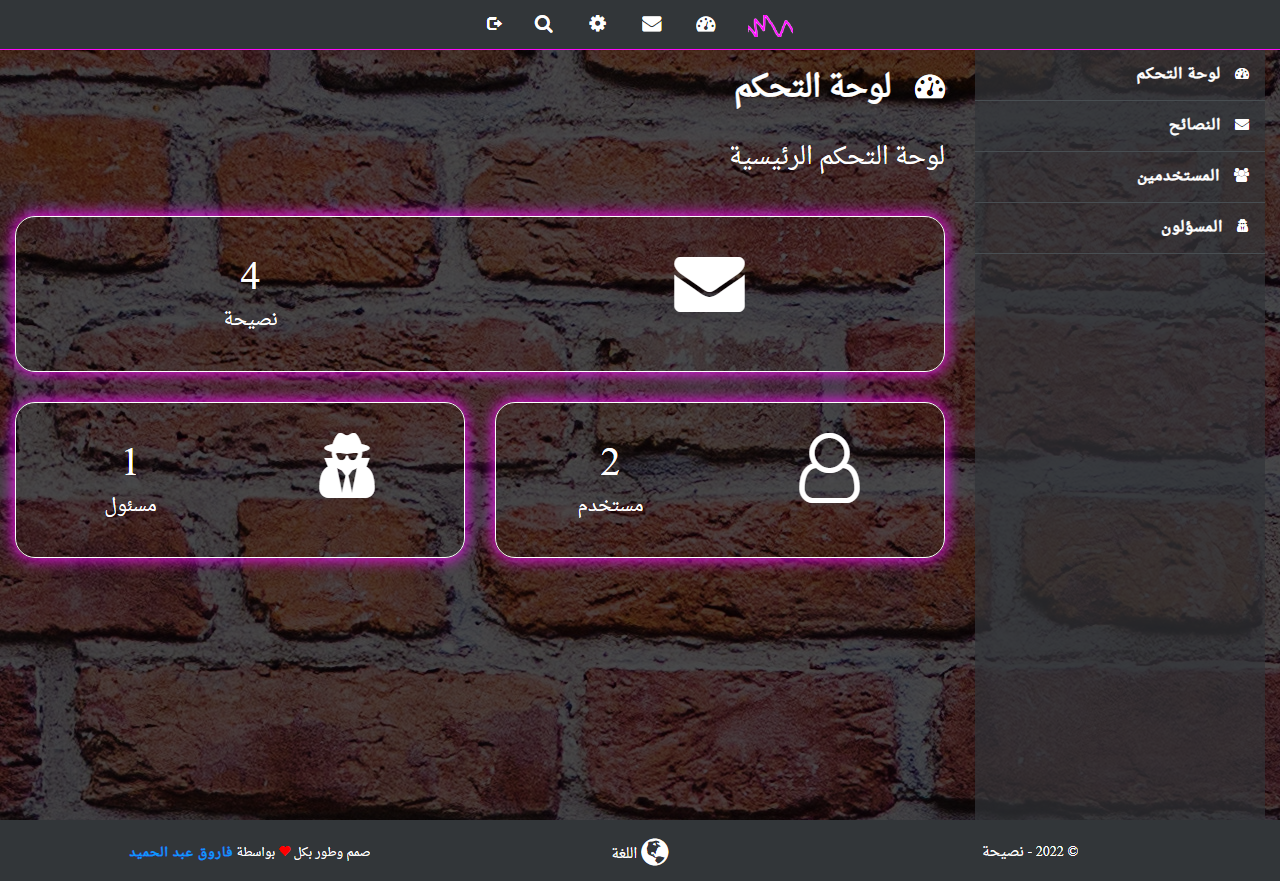 لوحة التحكم
النصائح
المستخدمين
المسؤلون
لوحة التحكم
لوحة التحكم الرئيسية
4
نصيحة
2
مستخدم
1
مسئول
© 2022 - نصيحة
اللغة
صمم وطور بكل ❤ بواسطة فاروق عبد الحميد